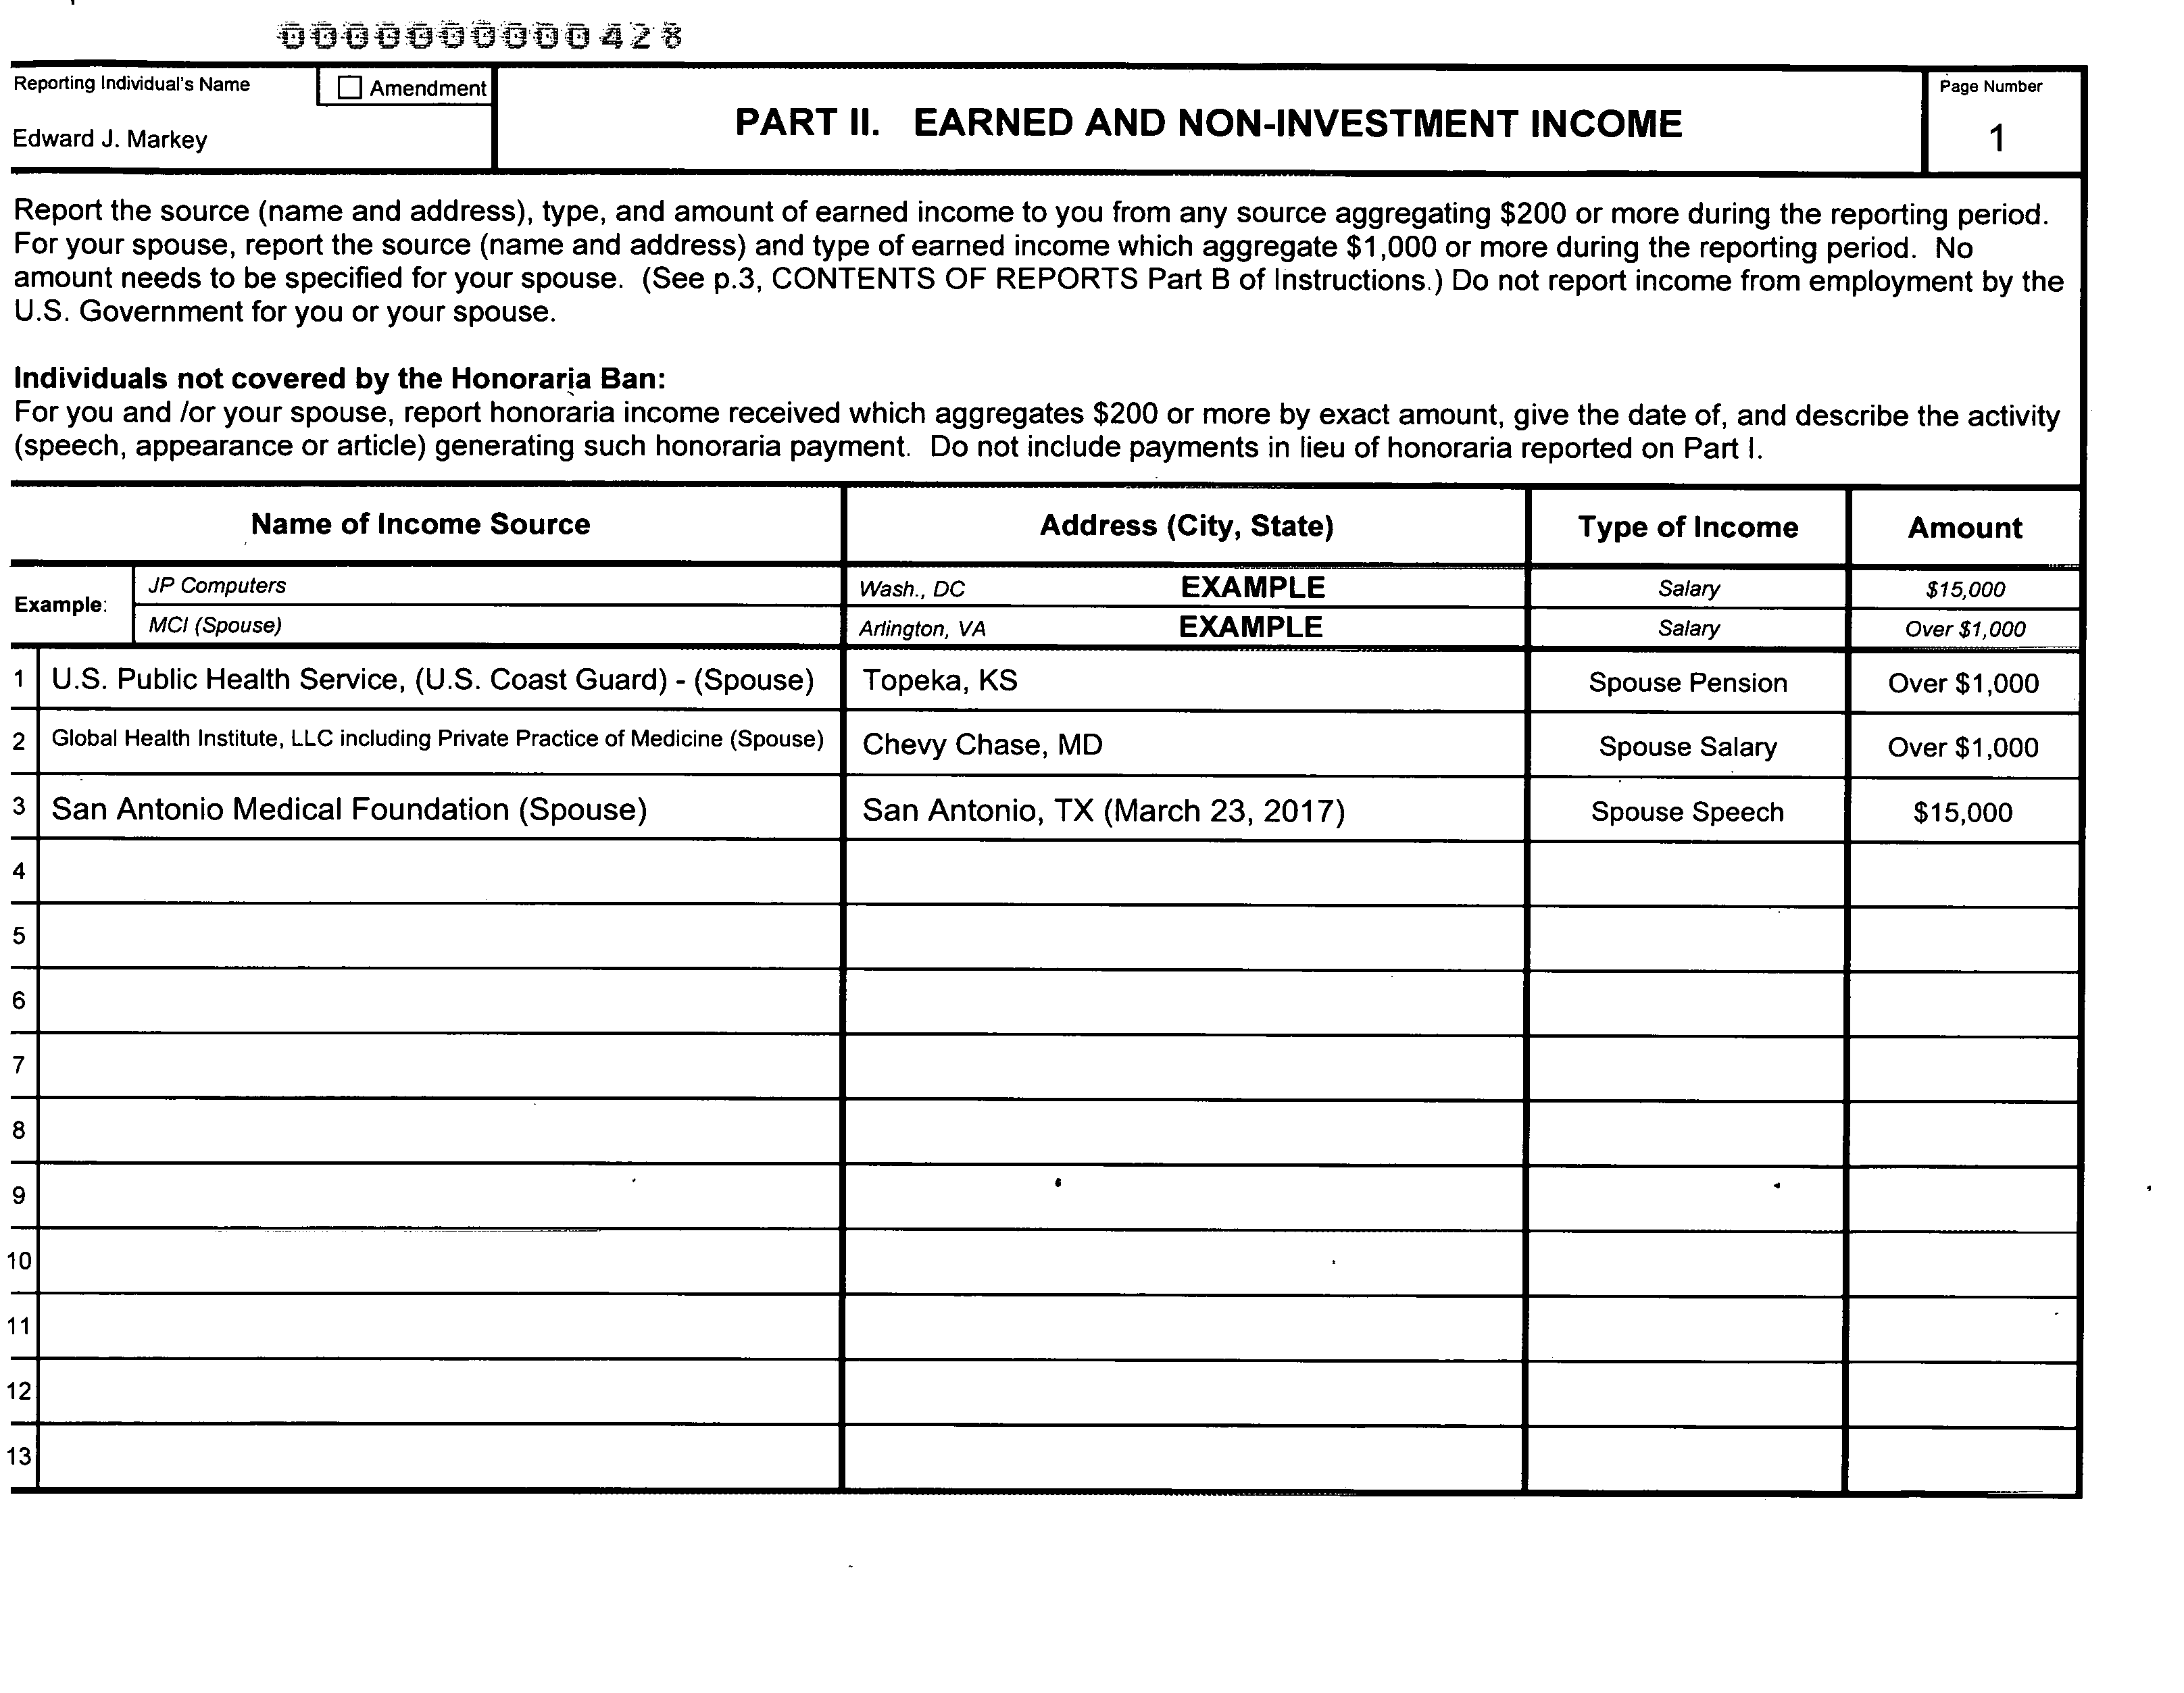 0000000000428
Reporting Individual's Name
Amendment
Edward J. Markey
PART II. EARNED AND NON-INVESTMENT INCOME
Page Number
1
Report the source (name and address), type, and amount of earned income to you from any source aggregating $200 or more during the reporting period.
For your spouse, report the source (name and address) and type of earned income which aggregate $1,000 or more during the reporting period. No
amount needs to be specified for your spouse. (See p.3, CONTENTS OF REPORTS Part B of Instructions.) Do not report income from employment by the
U.S. Government for you or your spouse.
Individuals not covered by the Honoraria Ban:
For you and /or your spouse, report honoraria income received which aggregates $200 or more by exact amount, give the date of, and describe the activity
(speech, appearance or article) generating such honoraria payment. Do not include payments in lieu of honoraria reported on Part I.
Name of Income Source Address (City, State) Type of Income Amount
Example: JP Computers Wash., DC EXAMPLE Salary $15,000
MCI (Spouse) Arlington, VA EXAMPLE Salary Over $1,000
1 U.S. Public Health Service, (U.S. Coast Guard) - (Spouse) Topeka, KS Spouse Pension Over $1,000
2 Global Health Institute, LLC including Private Practice of Medicine (Spouse) Chevy Chase, MD Spouse Salary Over $1,000
3 San Antonio Medical Foundation (Spouse) San Antonio, TX (March 23, 2017) Spouse Speech $15,000
4
5
6
7
8
9
10
11
12
13